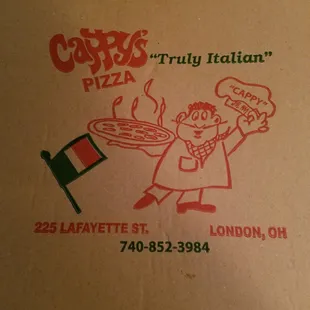 Cappy's
PIZZA
"Truly Italian"
"CAPPY"
225 LAFAYETTE ST.
LONDON, OH
740-852-3984